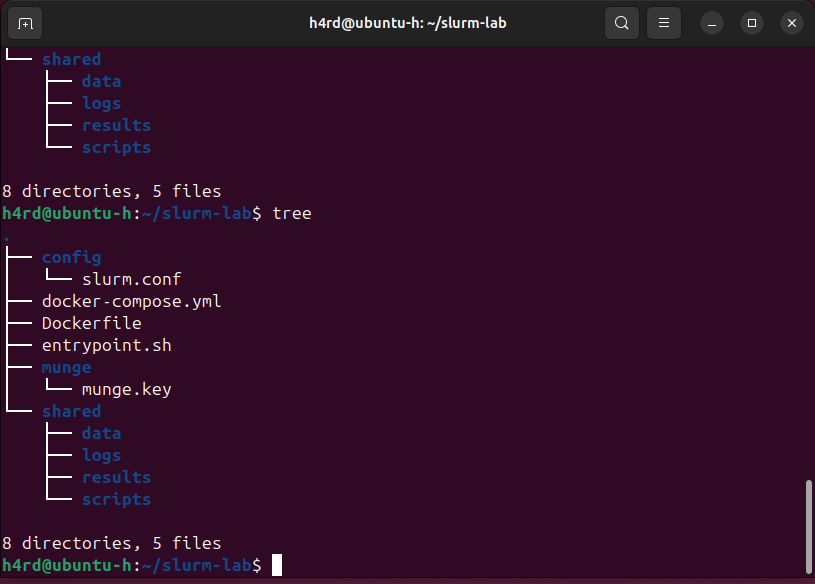 h4rd@ubuntu-h: ~/slurm-lab
└── shared
    ├── data
    ├── logs
    ├── results
    └── scripts
8 directories, 5 files
h4rd@ubuntu-h:~/slurm-lab$ tree
.
├── config
│   └── slurm.conf
├── docker-compose.yml
├── Dockerfile
├── entrypoint.sh
├── munge
│   └── munge.key
└── shared
    ├── data
    ├── logs
    ├── results
    └── scripts
8 directories, 5 files
h4rd@ubuntu-h:~/slurm-lab$